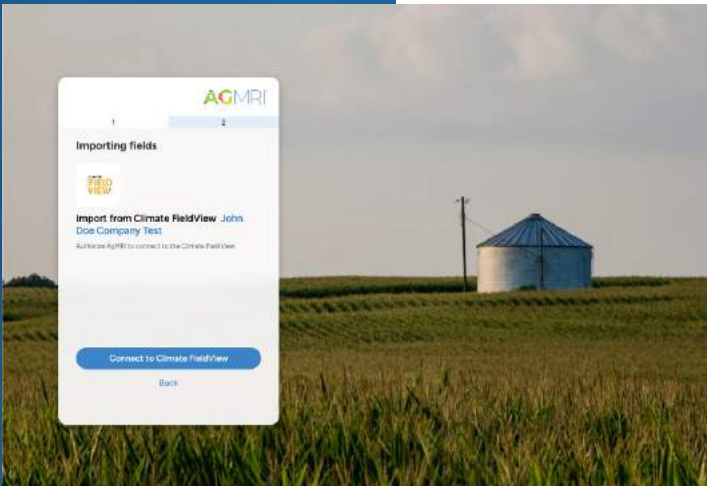 AGMRI
1 2
Importing fields
CLIMATE
FIELD
VIEW
Import from Climate FieldView John
Doe Company Test
Authorize AgMRI to connect to the Climate FieldView
Connect to Climate FieldView
Back